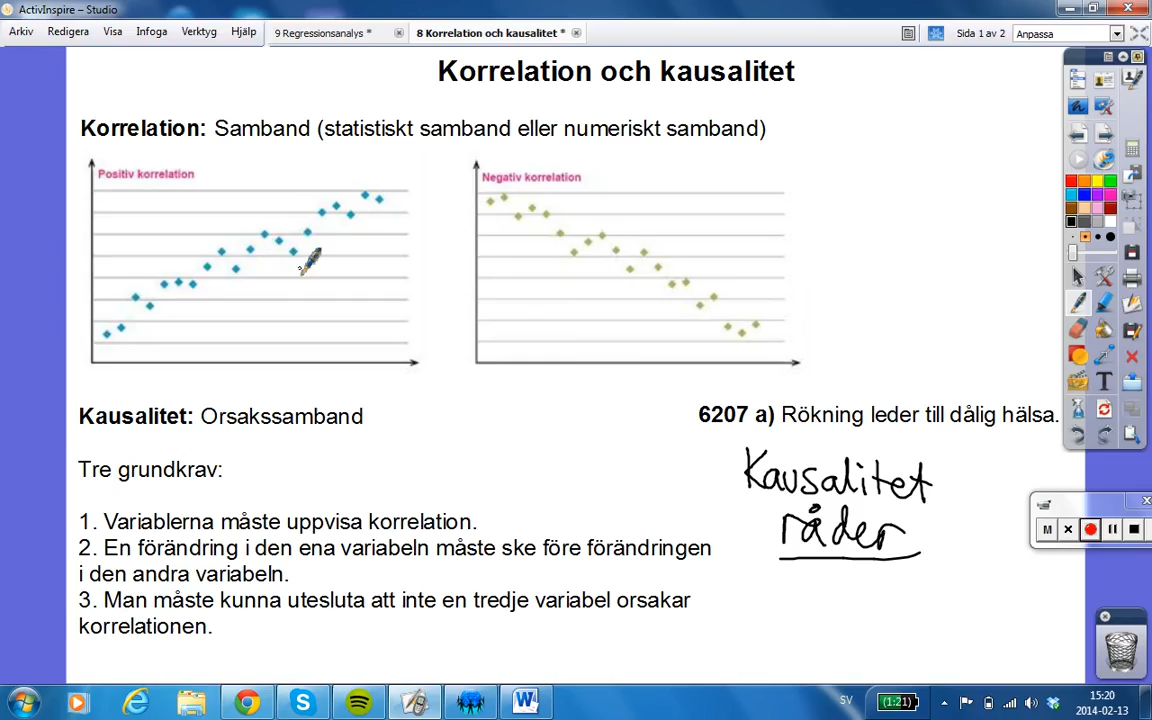 ActivInspire – Studio
Arkiv Redigera Visa Infoga Verktyg Hjälp
9 Regressionsanalys *
8 Korrelation och kausalitet *
Sida 1 av 2
Anpassa
Korrelation och kausalitet
Korrelation: Samband (statistiskt samband eller numeriskt samband)
Positiv korrelation
Negativ korrelation
Kausalitet: Orsakssamband
6207 a) Rökning leder till dålig hälsa.
Kausalitet
råder
Tre grundkrav:
1. Variablerna måste uppvisa korrelation.
2. En förändring i den ena variabeln måste ske före förändringen
i den andra variabeln.
3. Man måste kunna utesluta att inte en tredje variabel orsakar
korrelationen.
M
SV
(1:21)
15:20
2014-02-13